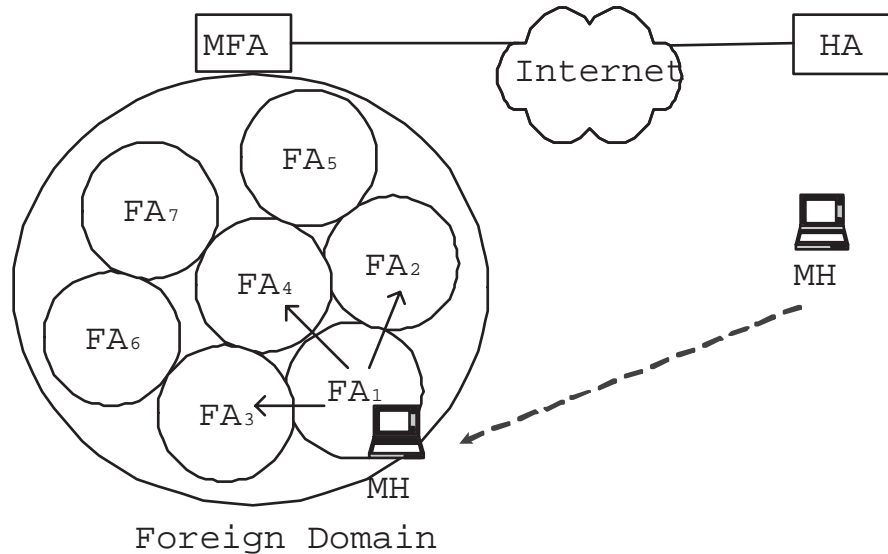 MFA
Internet
HA
FA₅
FA₇
FA₂
FA₄
MH
FA₆
FA₁
FA₃
MH
Foreign Domain